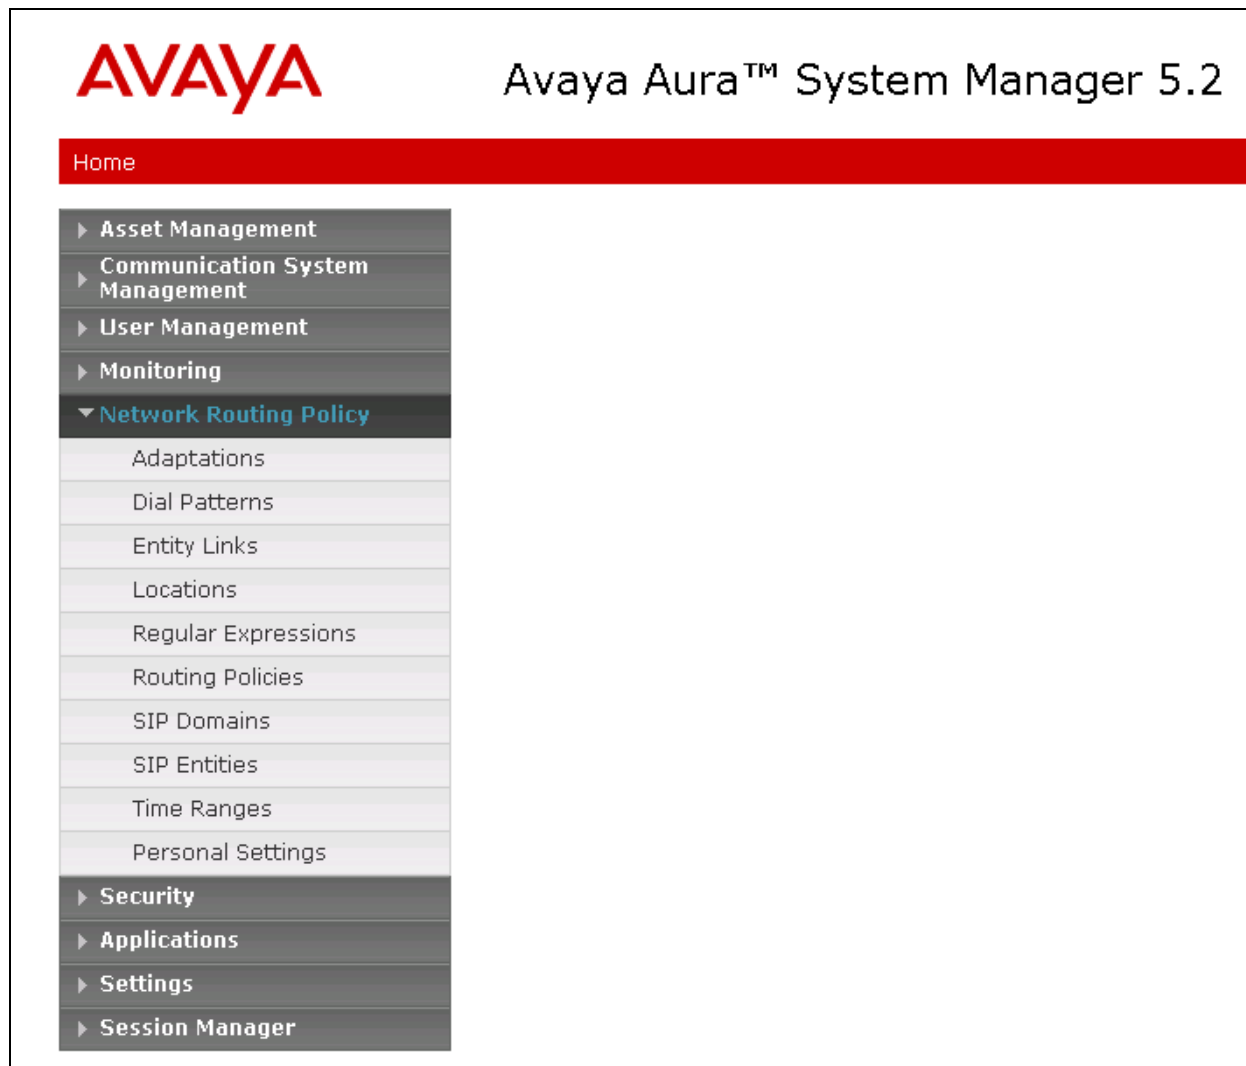 AVAYA
Avaya Aura™ System Manager 5.2
Home
Asset Management
Communication System
Management
User Management
Monitoring
Network Routing Policy
Adaptations
Dial Patterns
Entity Links
Locations
Regular Expressions
Routing Policies
SIP Domains
SIP Entities
Time Ranges
Personal Settings
Security
Applications
Settings
Session Manager